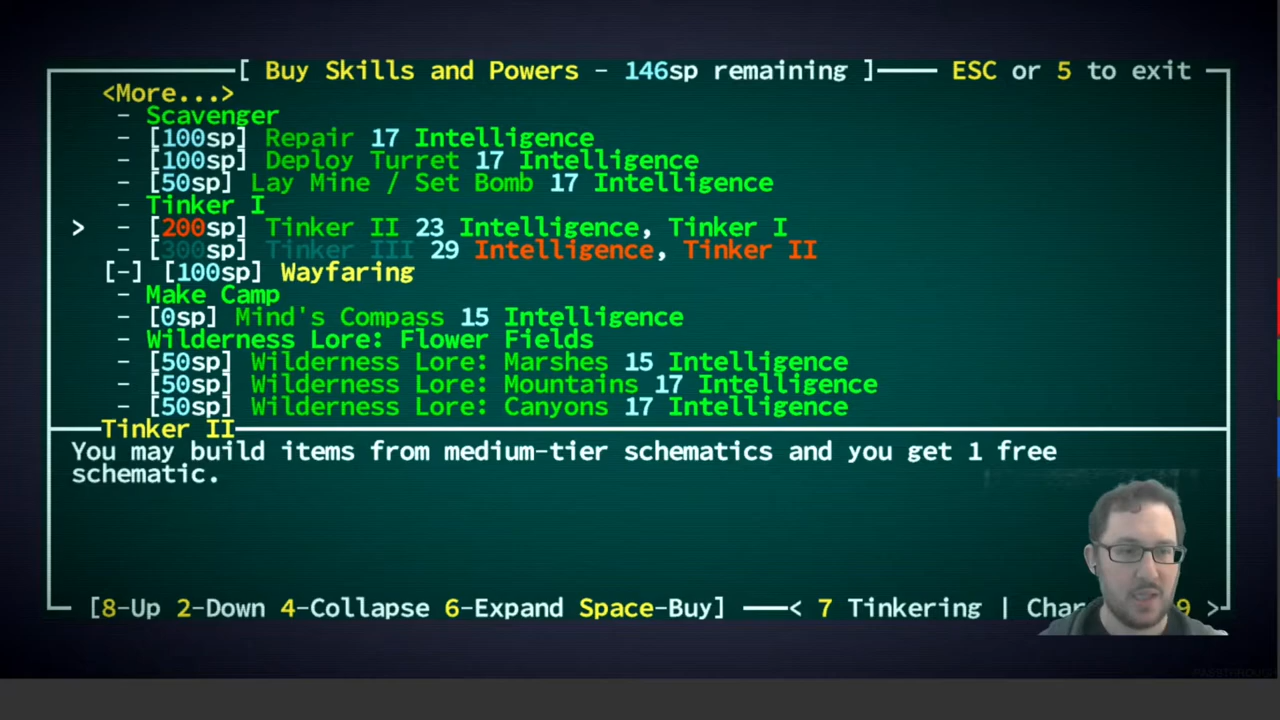 [ Buy Skills and Powers - 146sp remaining ] ESC or 5 to exit
<More...>
- Scavenger
- [100sp] Repair 17 Intelligence
- [100sp] Deploy Turret 17 Intelligence
- [50sp] Lay Mine / Set Bomb 17 Intelligence
- Tinker I
> - [200sp] Tinker II 23 Intelligence, Tinker I
- [300sp] Tinker III 29 Intelligence, Tinker II
[-] [100sp] Wayfaring
- Make Camp
- [0sp] Mind's Compass 15 Intelligence
- Wilderness Lore: Flower Fields
- [50sp] Wilderness Lore: Marshes 15 Intelligence
- [50sp] Wilderness Lore: Mountains 17 Intelligence
- [50sp] Wilderness Lore: Canyons 17 Intelligence
Tinker II
You may build items from medium-tier schematics and you get 1 free
schematic.
[8-Up 2-Down 4-Collapse 6-Expand Space-Buy] < 7 Tinkering | Char 9 >